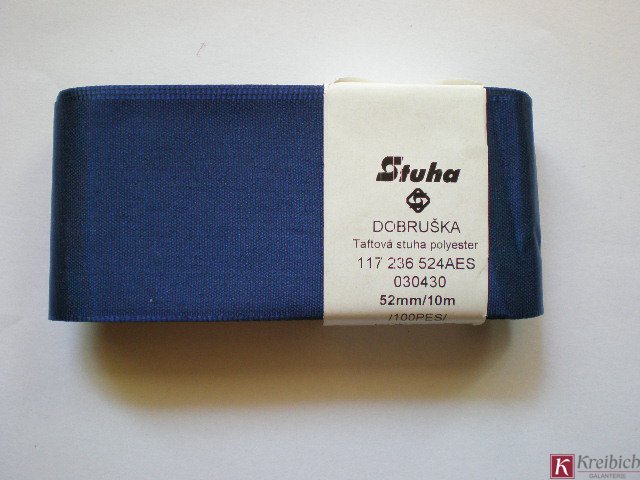 Stuha
DOBRUŠKA
Taftová stuha polyester
117 236 524AES
030430
52mm/10m
/100PES/
K Kreibich
GALANTERIE